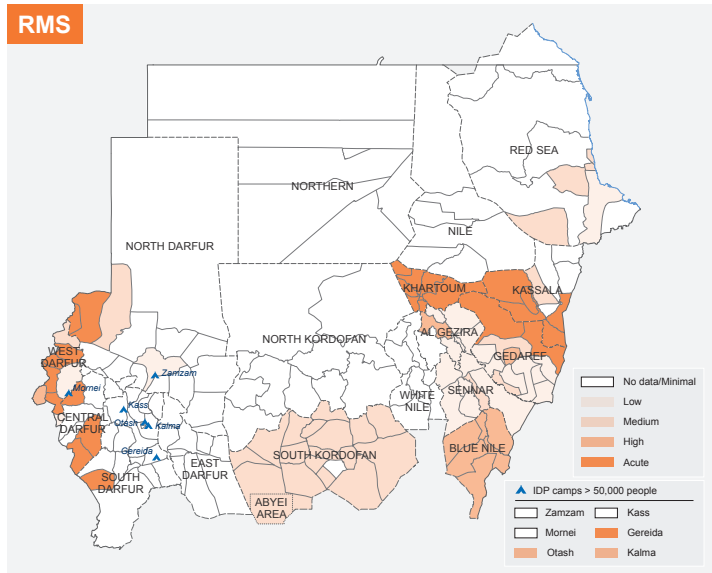 RMS
RED SEA
NORTHERN
NILE
NORTH DARFUR
KHARTOUM
KASSALA
AL GEZIRA
NORTH KORDOFAN
WEST
DARFUR
GEDAREF
Zamzam
Mornei
WHITE
NILE
SENNAR
Kass
CENTRAL
DARFUR
Otash
Kalma
BLUE NILE
Gereida
SOUTH KORDOFAN
EAST
DARFUR
SOUTH
DARFUR
ABYEI
AREA
No data/Minimal
Low
Medium
High
Acute
IDP camps > 50,000 people
Zamzam
Kass
Mornei
Gereida
Otash
Kalma